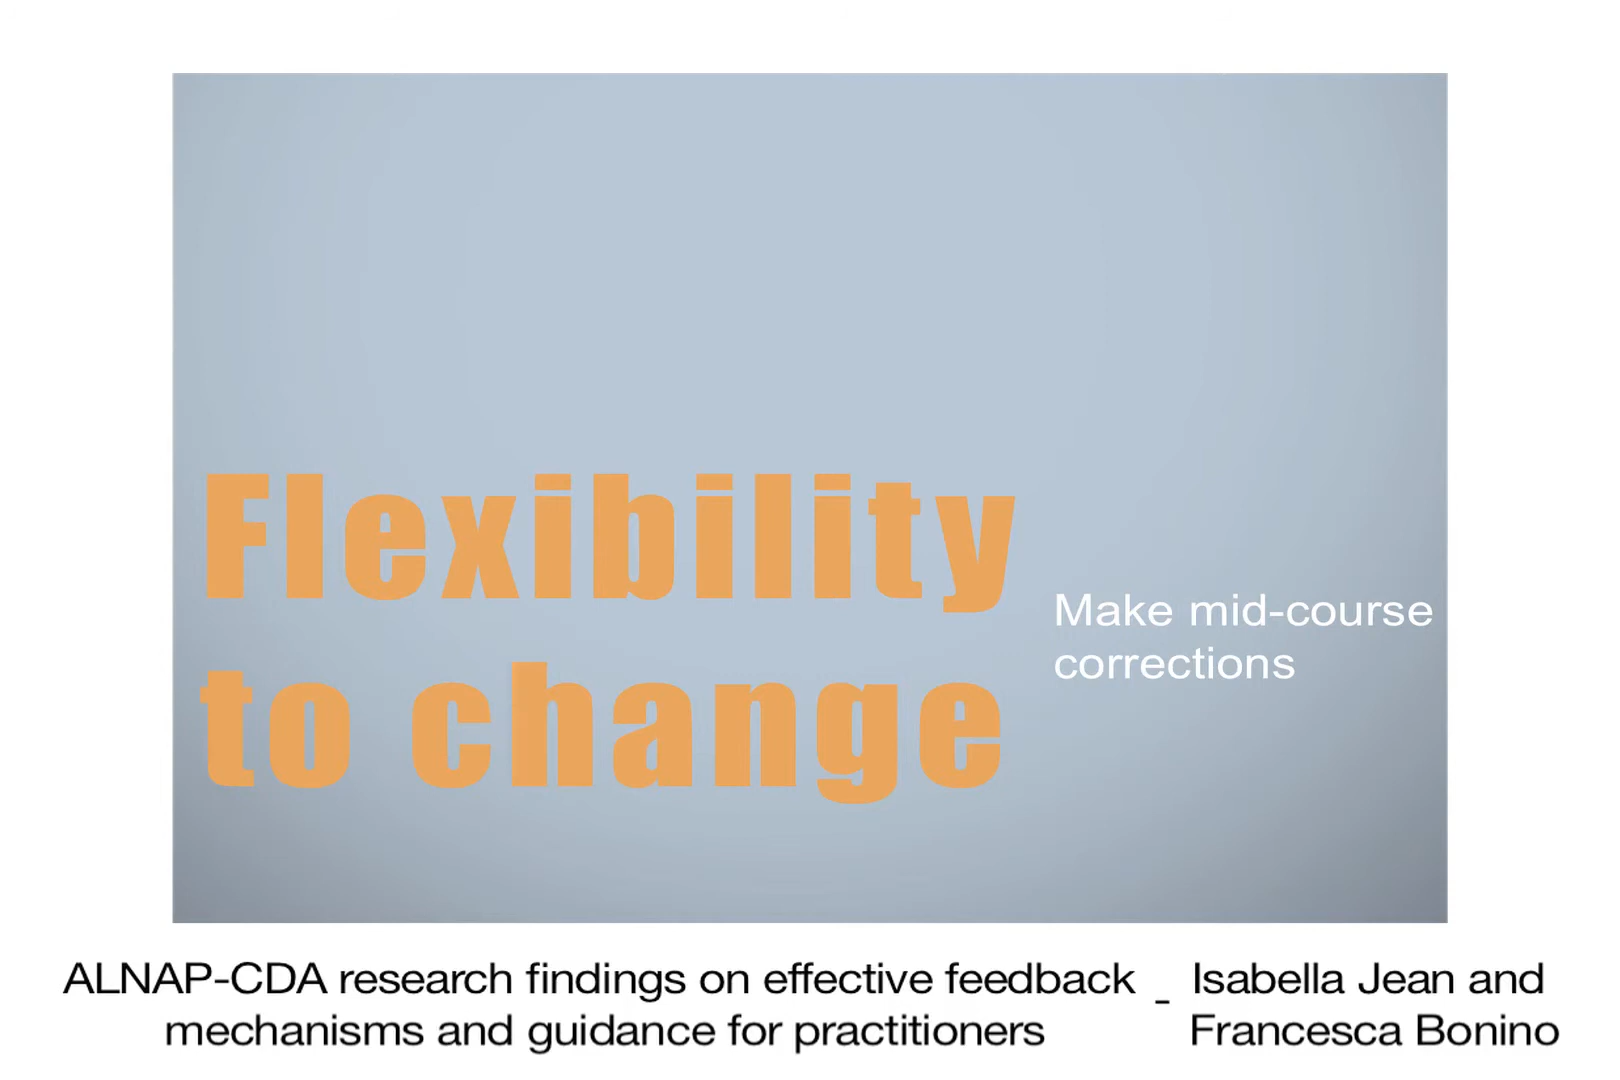 Flexibility
to change
Make mid-course
corrections
ALNAP-CDA research findings on effective feedback
mechanisms and guidance for practitioners
-
Isabella Jean and
Francesca Bonino